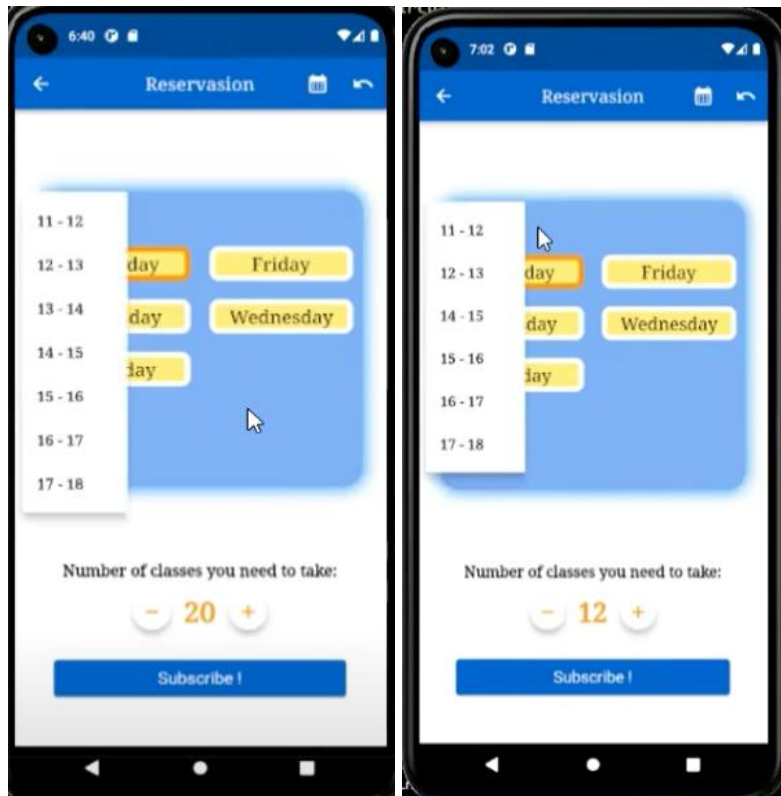 6:40
Reservasion
11 - 12
12 - 13
day
Friday
13 - 14
day
Wednesday
14 - 15
day
15 - 16
16 - 17
17 - 18
Number of classes you need to take:
− 20 +
Subscribe !
7:02
Reservasion
11 - 12
12 - 13
day
Friday
14 - 15
day
Wednesday
15 - 16
day
16 - 17
17 - 18
Number of classes you need to take:
− 12 +
Subscribe !